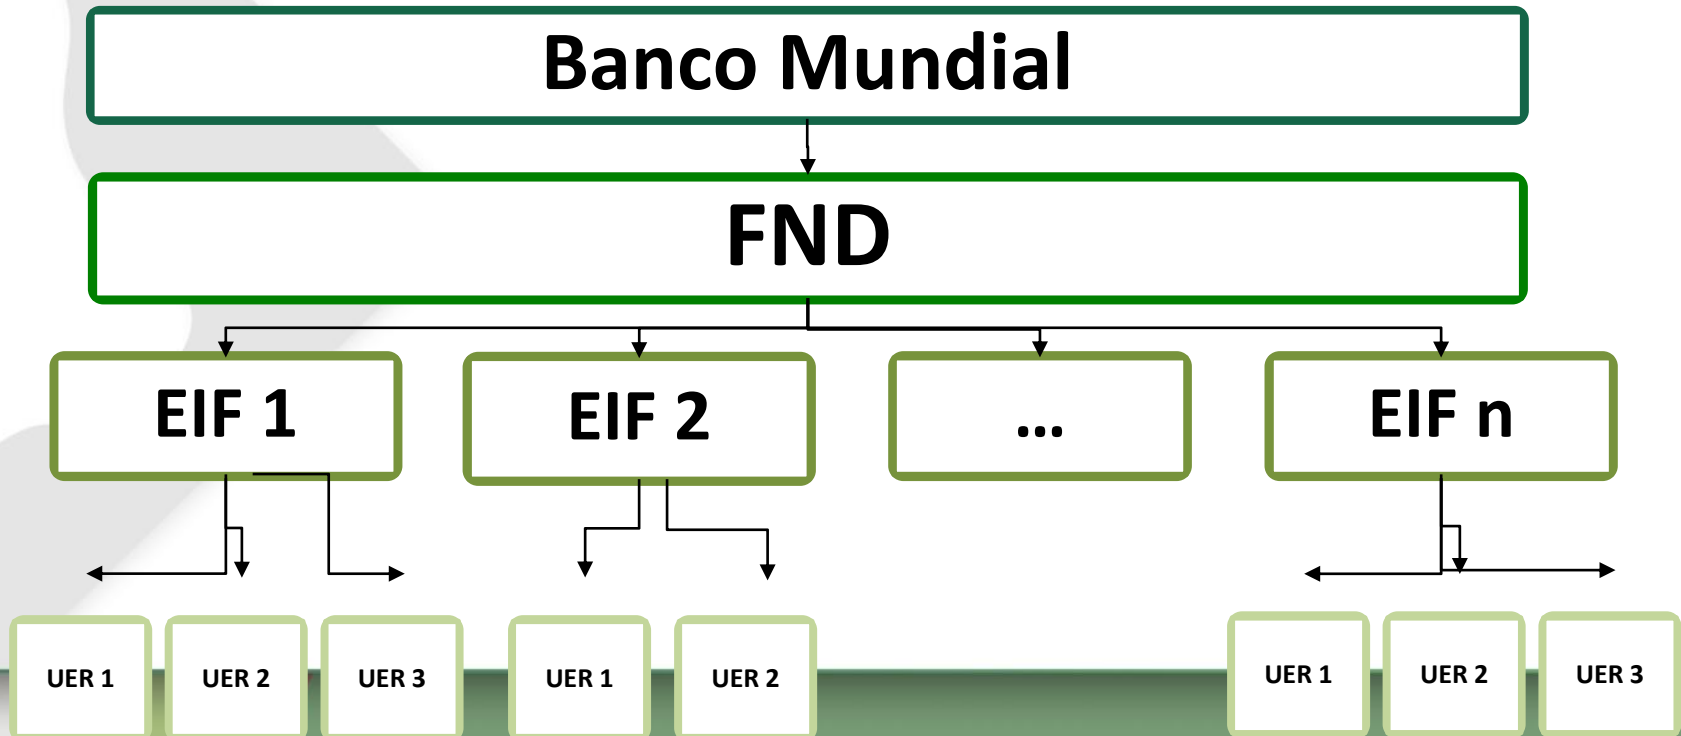 Banco Mundial
FND
EIF 1
EIF 2
...
EIF n
UER 1
UER 2
UER 3
UER 1
UER 2
UER 1
UER 2
UER 3